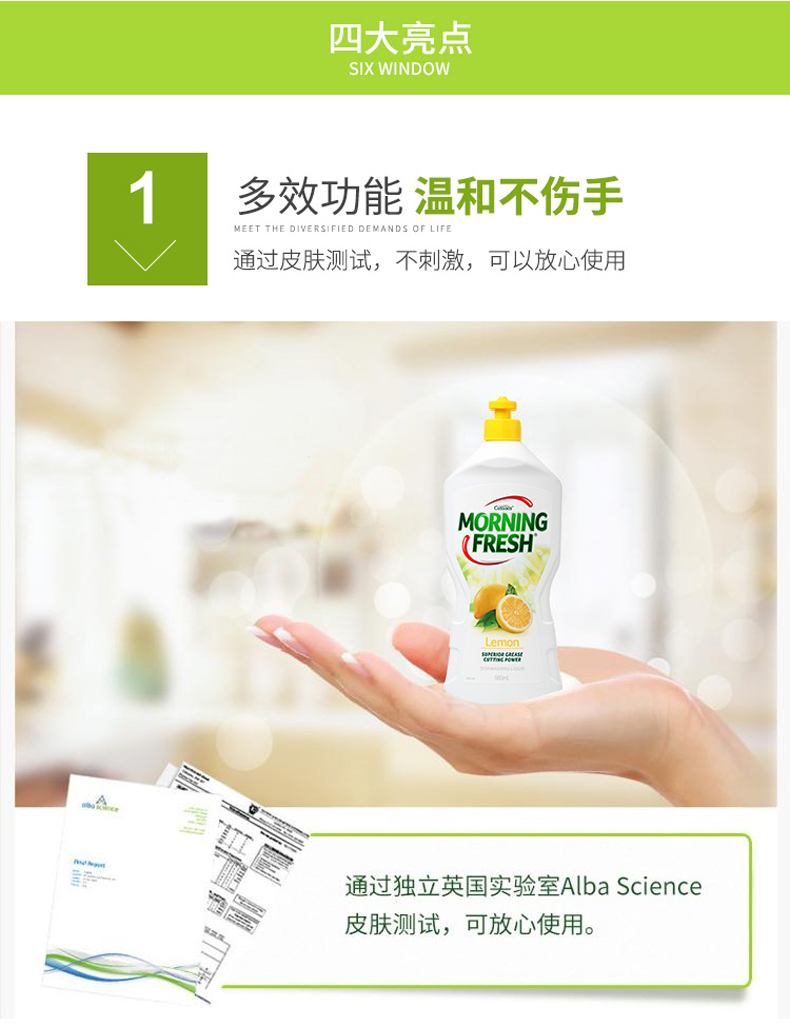 四大亮点
SIX WINDOW
1
多效功能 温和不伤手
MEET THE DIVERSIFIED DEMANDS OF LIFE
通过皮肤测试，不刺激，可以放心使用
Cussons
MORNING
FRESH
Lemon
SUPERIOR GREASE
CUTTING POWER
alba science
Final Report
通过独立英国实验室Alba Science
皮肤测试，可放心使用。